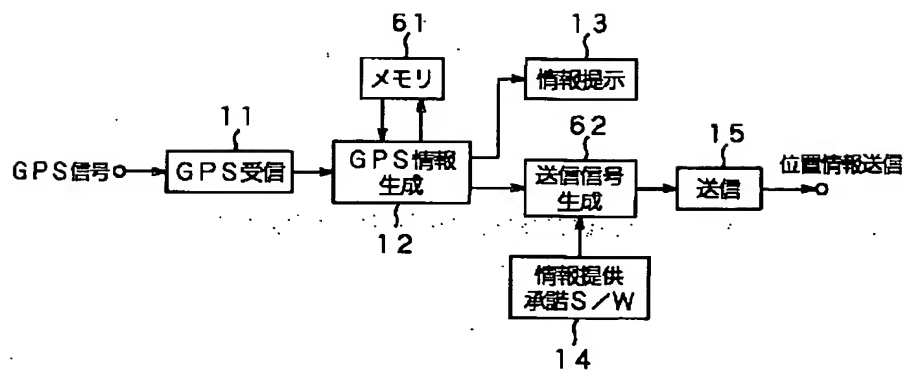 61
メモリ
13
情報提示
11
GPS信号
GPS受信
GPS情報
生成
12
62
送信信号
生成
15
送信
位置情報送信
情報提供
承諾S/W
14